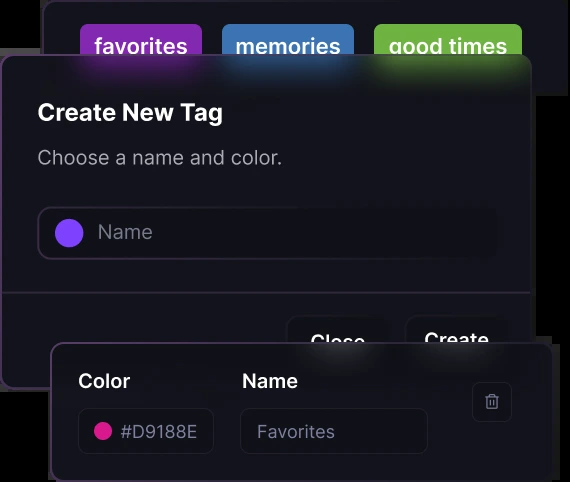 favorites memories good times
Create New Tag
Choose a name and color.
Name
Close Create
Color Name
#D9188E Favorites